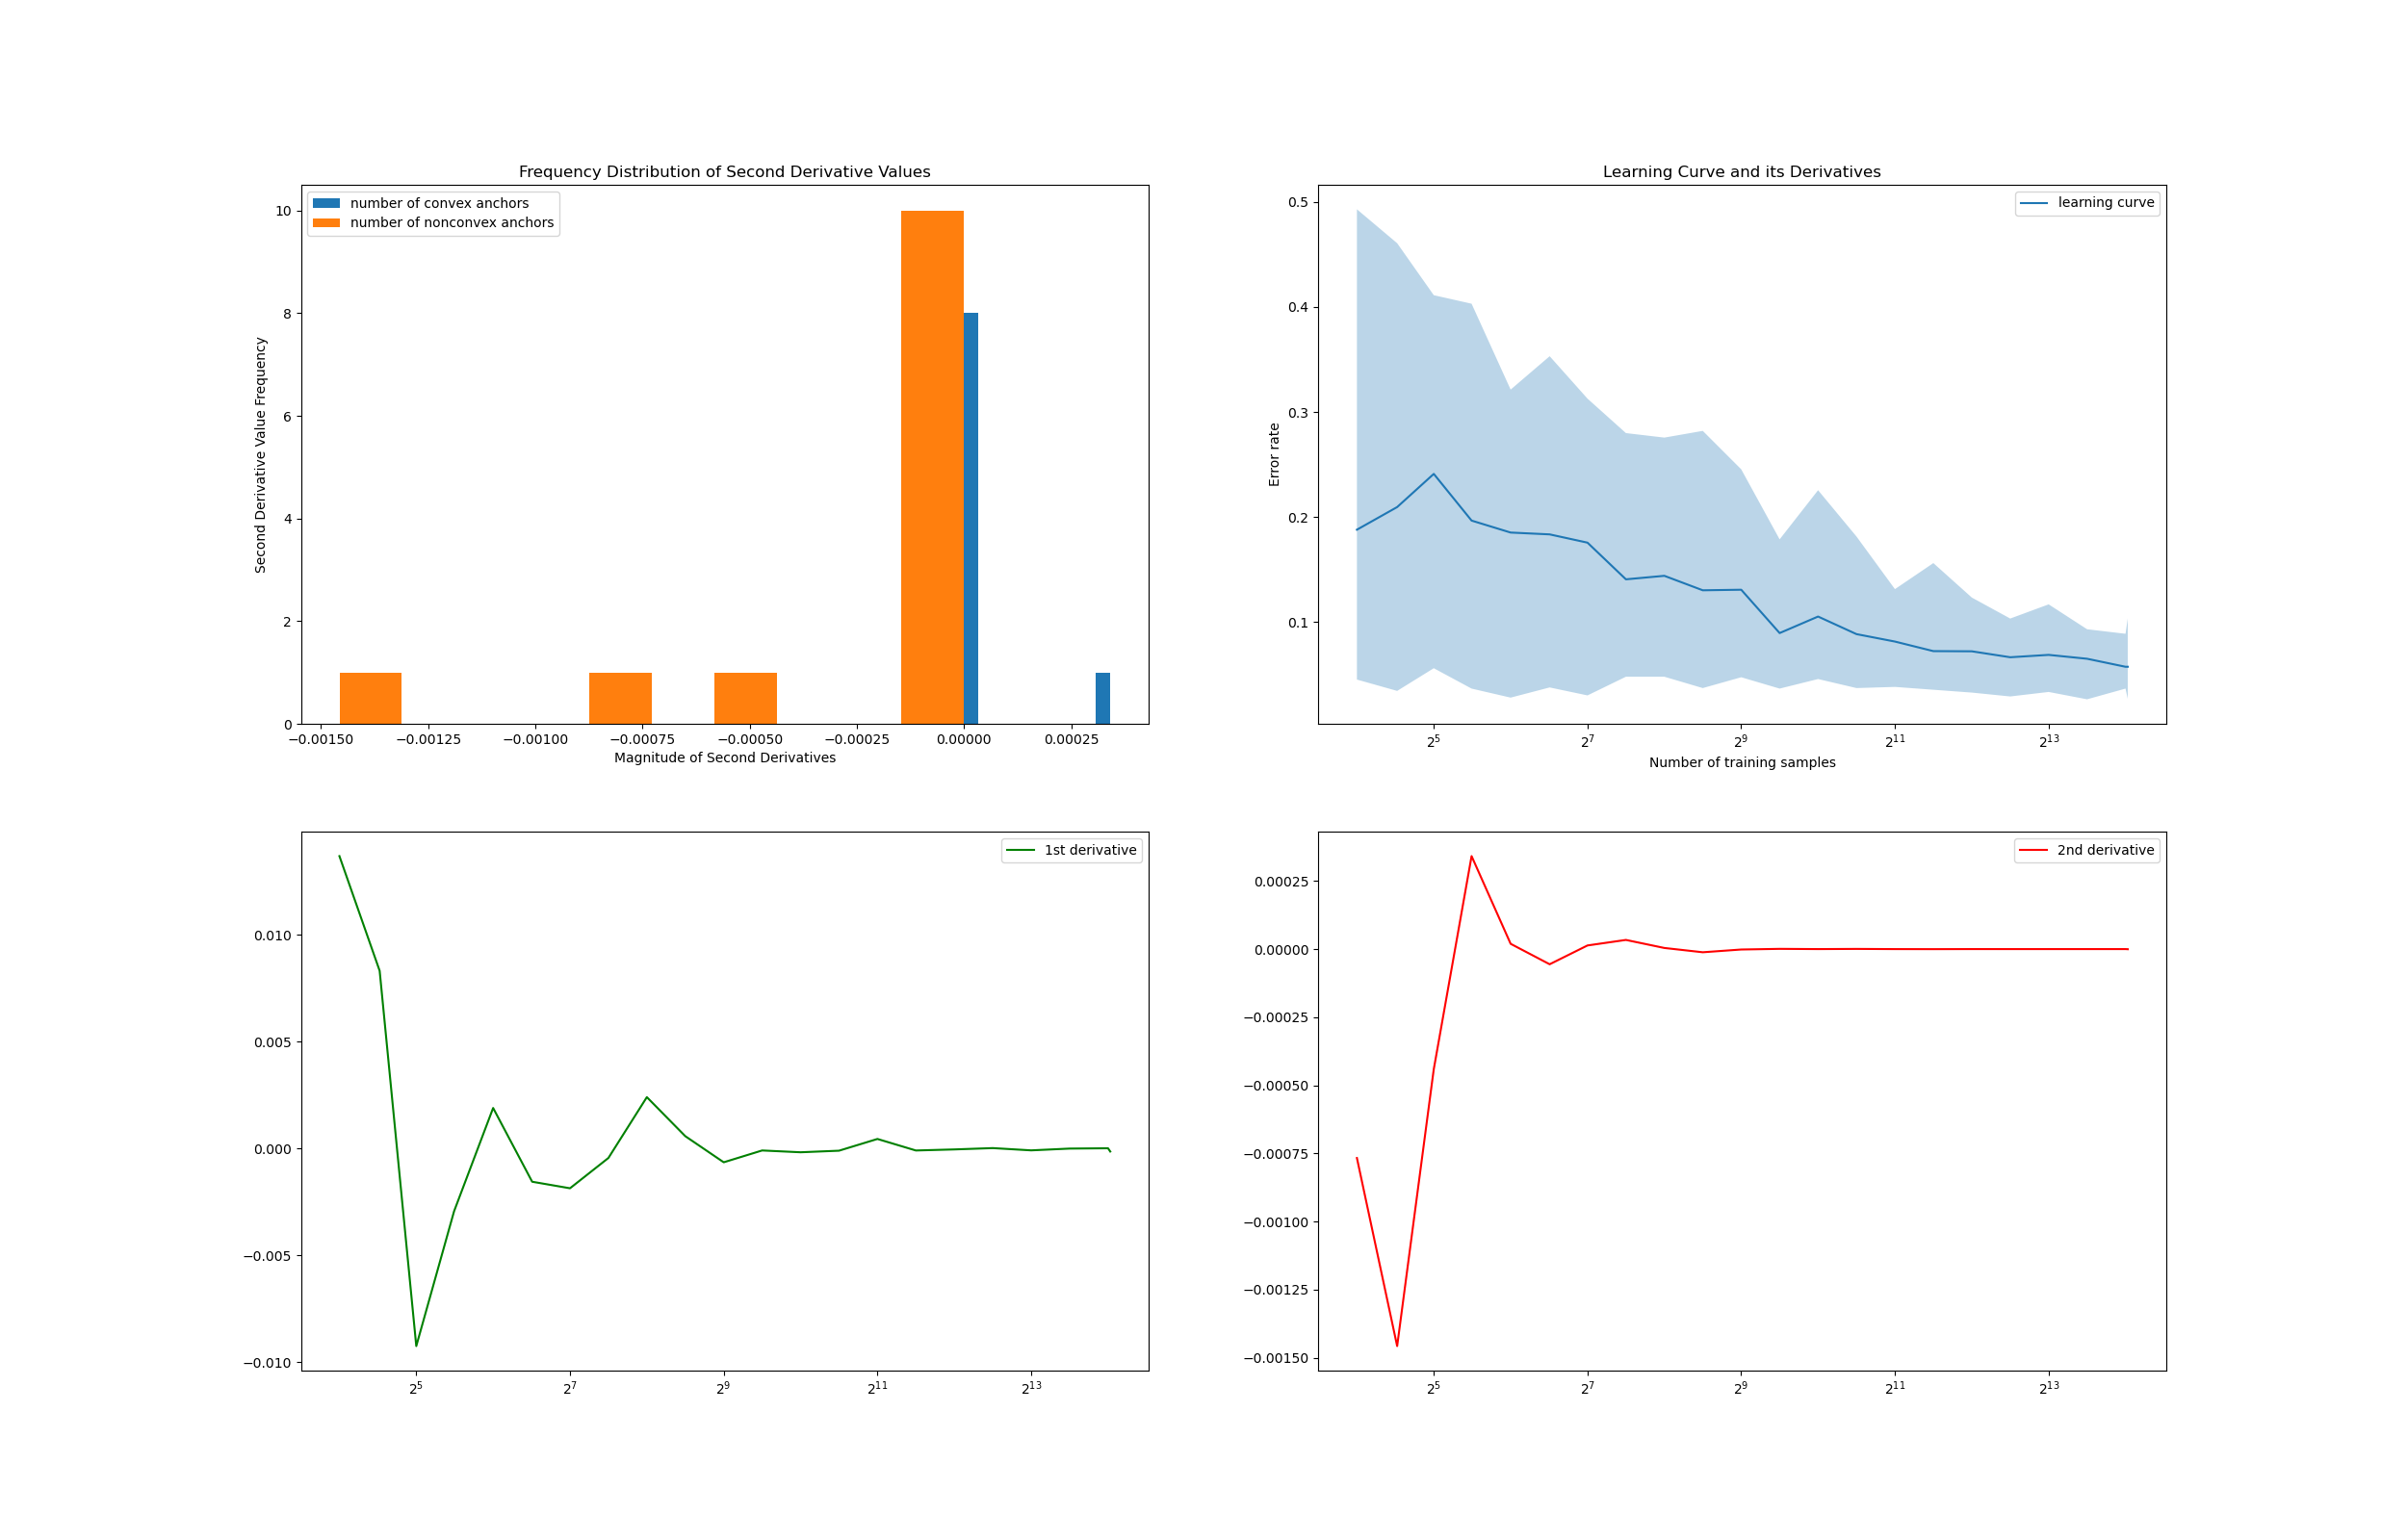 Frequency Distribution of Second Derivative Values
number of convex anchors
number of nonconvex anchors
10
8
6
4
2
0
Second Derivative Value Frequency
−0.00150 −0.00125 −0.00100 −0.00075 −0.00050 −0.00025 0.00000 0.00025
Magnitude of Second Derivatives
Learning Curve and its Derivatives
learning curve
0.5
0.4
0.3
0.2
0.1
Error rate
2⁵ 2⁷ 2⁹ 2¹¹ 2¹³
Number of training samples
1st derivative
0.010
0.005
0.000
−0.005
−0.010
2⁵ 2⁷ 2⁹ 2¹¹ 2¹³
2nd derivative
0.00025
0.00000
−0.00025
−0.00050
−0.00075
−0.00100
−0.00125
−0.00150
2⁵ 2⁷ 2⁹ 2¹¹ 2¹³